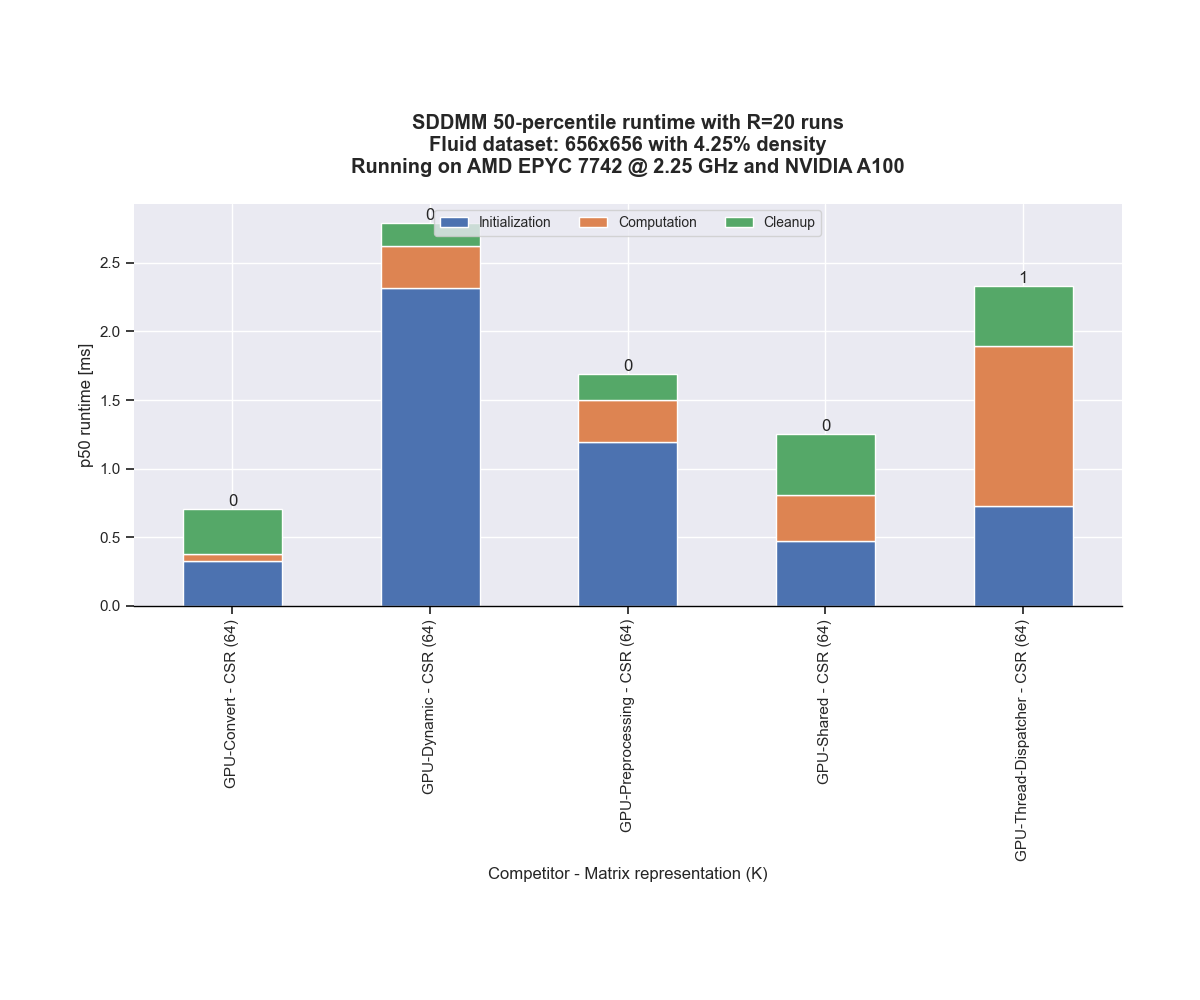 SDDMM 50-percentile runtime with R=20 runs
Fluid dataset: 656x656 with 4.25% density
Running on AMD EPYC 7742 @ 2.25 GHz and NVIDIA A100
Initialization
Computation
Cleanup
p50 runtime [ms]
2.5
2.0
1.5
1.0
0.5
0.0
0
0
0
0
1
GPU-Convert - CSR (64)
GPU-Dynamic - CSR (64)
GPU-Preprocessing - CSR (64)
GPU-Shared - CSR (64)
GPU-Thread-Dispatcher - CSR (64)
Competitor - Matrix representation (K)